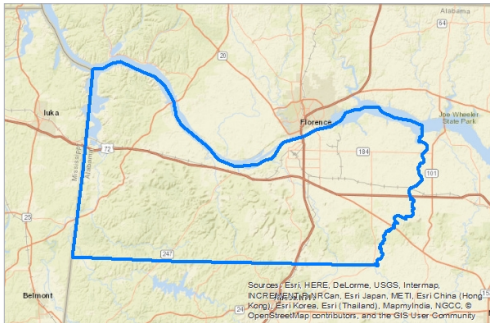 Alabama
26
Iuka
Florence
Joe Wheeler
State Park
Mississippi
Alabama
72
184
101
25
247
Belmont
Sources: Esri, HERE, DeLorme, USGS, Intermap,
INCREMENT P, NRCan, Esri Japan, METI, Esri China (Hong
Kong), Esri Korea, Esri (Thailand), MapmyIndia, NGCC, ©
OpenStreetMap contributors, and the GIS User Community